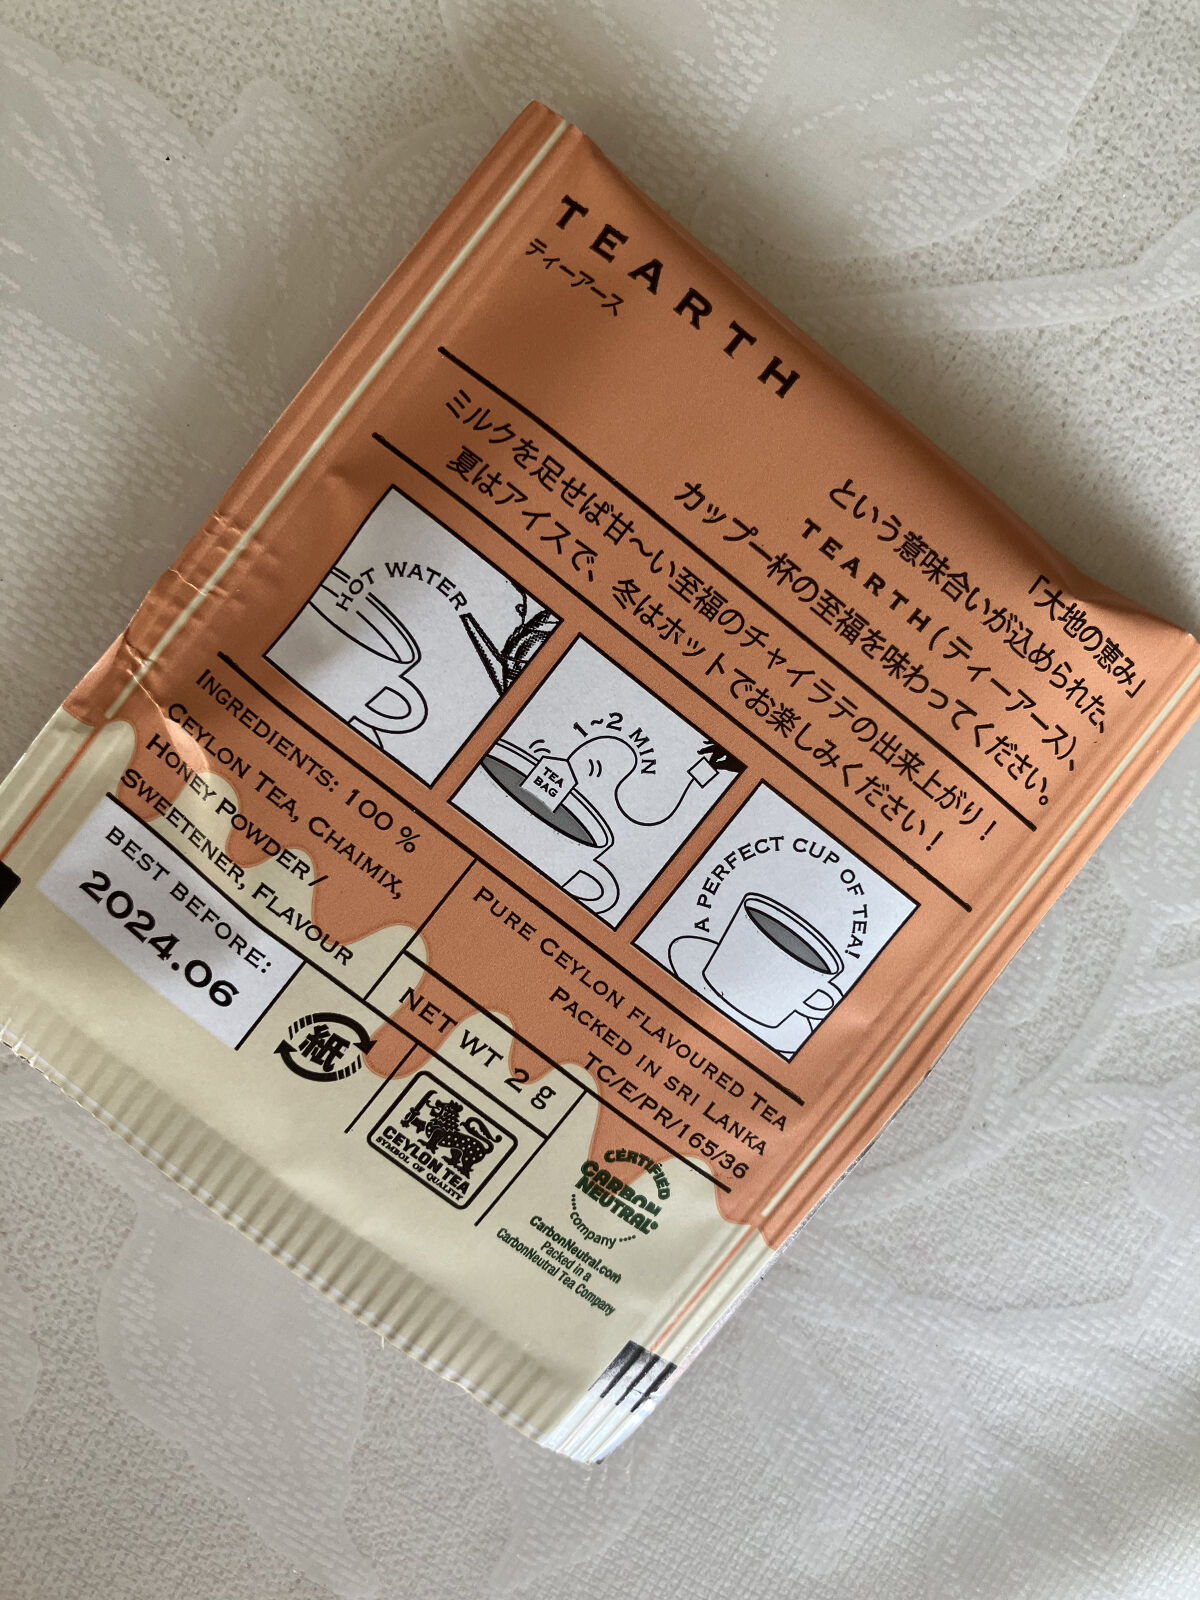 TEARTH
ティーアース
「大地の恵み」
という意味合いが込められた、
TEARTH(ティーアース)、
カップ一杯の至福を味わってください。
ミルクを足せば甘〜い至福のチャイラテの出来上がり!
夏はアイスで、冬はホットでお楽しみください!
HOT WATER
1~2 MIN
TEA
BAG
A PERFECT CUP OF TEA!
INGREDIENTS: 100 %
CEYLON TEA, CHAIMIX,
HONEY POWDER /
SWEETENER, FLAVOUR
PURE CEYLON FLAVOURED TEA
PACKED IN SRI LANKA
TC/E/PR/165/36
BEST BEFORE:
2024.06
紙
NET WT 2 g
CEYLON TEA
SYMBOL OF QUALITY
CERTIFIED
CARBON
NEUTRAL®
company
CarbonNeutral.com
Packed in a
CarbonNeutral Tea Company